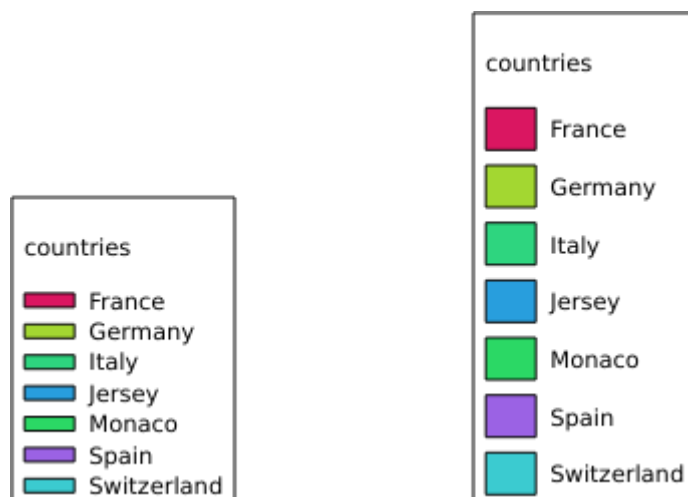 countries
France
Germany
Italy
Jersey
Monaco
Spain
Switzerland
countries
France
Germany
Italy
Jersey
Monaco
Spain
Switzerland